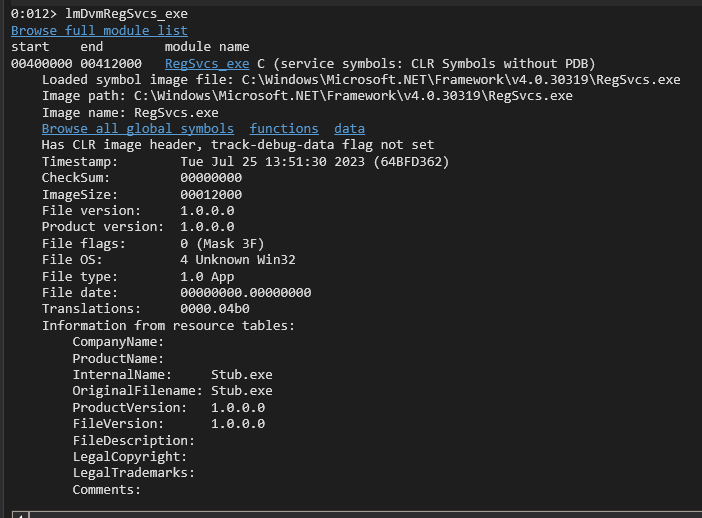 0:012> lmDvmRegSvcs_exe
Browse full module list
start    end        module name
00400000 00412000   RegSvcs_exe C (service symbols: CLR Symbols without PDB)
    Loaded symbol image file: C:\Windows\Microsoft.NET\Framework\v4.0.30319\RegSvcs.exe
    Image path: C:\Windows\Microsoft.NET\Framework\v4.0.30319\RegSvcs.exe
    Image name: RegSvcs.exe
    Browse all global symbols  functions  data
    Has CLR image header, track-debug-data flag not set
    Timestamp:        Tue Jul 25 13:51:30 2023 (64BFD362)
    CheckSum:         00000000
    ImageSize:        00012000
    File version:     1.0.0.0
    Product version:  1.0.0.0
    File flags:       0 (Mask 3F)
    File OS:          4 Unknown Win32
    File type:        1.0 App
    File date:        00000000.00000000
    Translations:     0000.04b0
    Information from resource tables:
        CompanyName:
        ProductName:
        InternalName:     Stub.exe
        OriginalFilename: Stub.exe
        ProductVersion:   1.0.0.0
        FileVersion:      1.0.0.0
        FileDescription:
        LegalCopyright:
        LegalTrademarks:
        Comments: